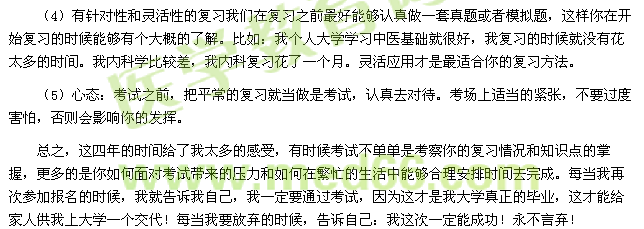 （4）有针对性和灵活性的复习我们在复习之前最好能够认真做一套真题或者模拟题，这样你在开
始复习的时候能够有个大概的了解。比如：我个人大学学习中医基础就很好，我复习的时候就没有花
太多的时间。我内科学比较差，我内科复习花了一个月。灵活应用才是最适合你的复习方法。
（5）心态：考试之前，把平常的复习就当做是考试，认真去对待。考场上适当的紧张，不要过度
害怕，否则会影响你的发挥。
总之，这四年的时间给了我太多的感受，有时候考试不单单是考察你的复习情况和知识点的掌
握，更多的是你如何面对考试带来的压力和如何在繁忙的生活中能够合理安排时间去完成。每当我再
次参加报名的时候，我就告诉我自己，我一定要通过考试，因为这才是我大学真正的毕业，这才能给
家人供我上大学一个交代！每当我要放弃的时候，告诉自己：我这次一定能成功！永不言弃！
医学教育网
www.med66.com